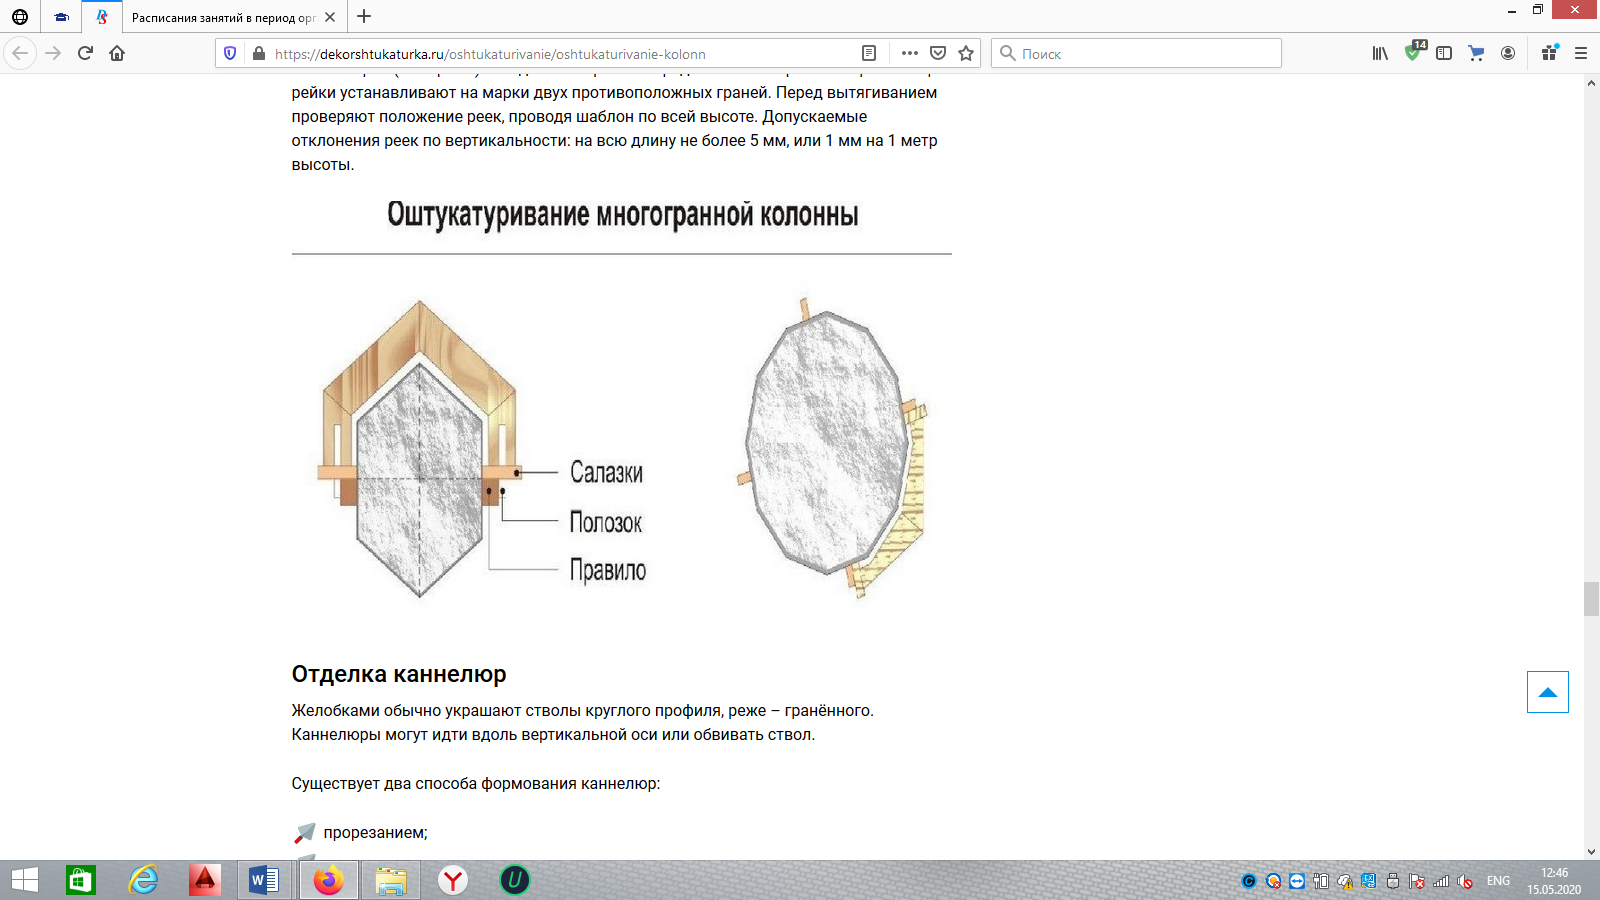 Расписания занятий в период орг
https://dekorshtukaturka.ru/oshtukaturivanie/oshtukaturivanie-kolonn
Поиск
14
рейки устанавливают на марки двух противоположных граней. Перед вытягиванием
проверяют положение реек, проводя шаблон по всей высоте. Допускаемые
отклонения реек по вертикальности: на всю длину не более 5 мм, или 1 мм на 1 метр
высоты.
Оштукатуривание многогранной колонны
Салазки
Полозок
Правило
Отделка каннелюр
Желобками обычно украшают стволы круглого профиля, реже – гранённого.
Каннелюры могут идти вдоль вертикальной оси или обвивать ствол.
Существует два способа формования каннелюр:
прорезанием;
ENG
12:46
15.05.2020